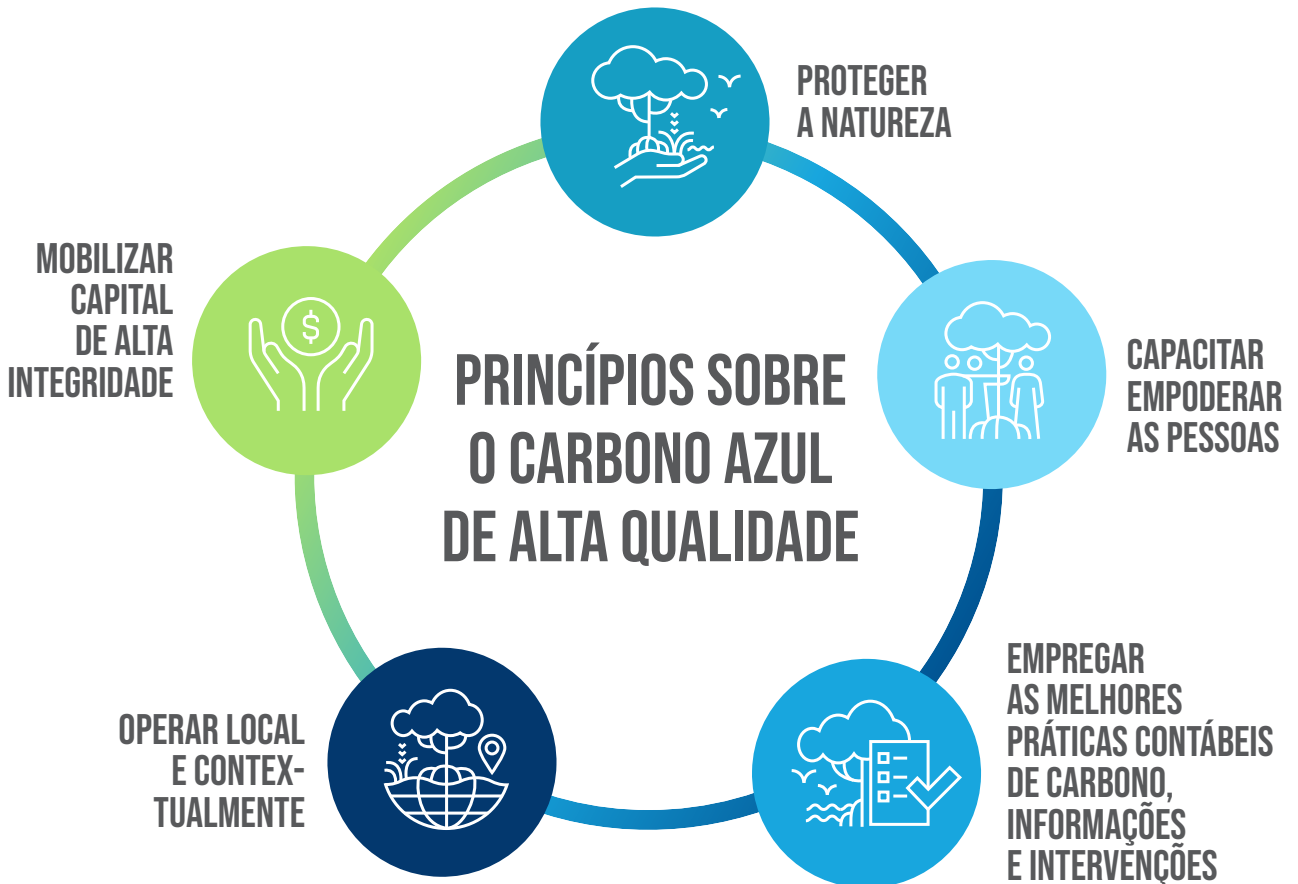 PROTEGER
A NATUREZA
MOBILIZAR
CAPITAL
DE ALTA
INTEGRIDADE
$
PRINCÍPIOS SOBRE
O CARBONO AZUL
DE ALTA QUALIDADE
CAPACITAR
EMPODERAR
AS PESSOAS
OPERAR LOCAL
E CONTEX-
TUALMENTE
EMPREGAR
AS MELHORES
PRÁTICAS CONTÁBEIS
DE CARBONO,
INFORMAÇÕES
E INTERVENÇÕES